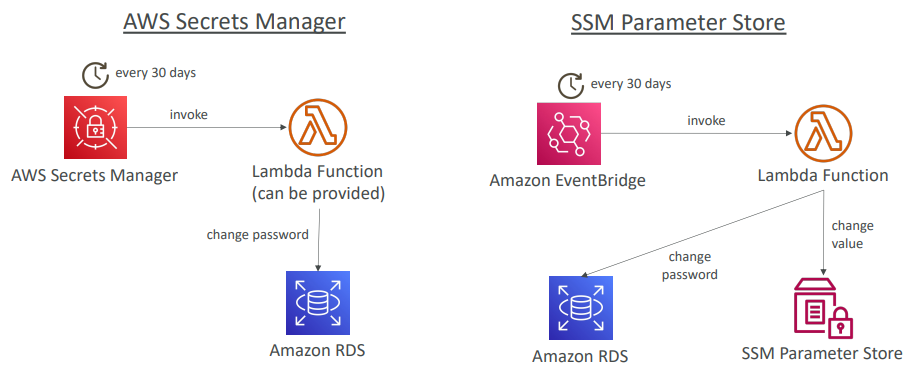 AWS Secrets Manager
every 30 days
invoke
AWS Secrets Manager
Lambda Function
(can be provided)
change password
Amazon RDS
SSM Parameter Store
every 30 days
invoke
Amazon EventBridge
Lambda Function
change
password
change
value
Amazon RDS
SSM Parameter Store